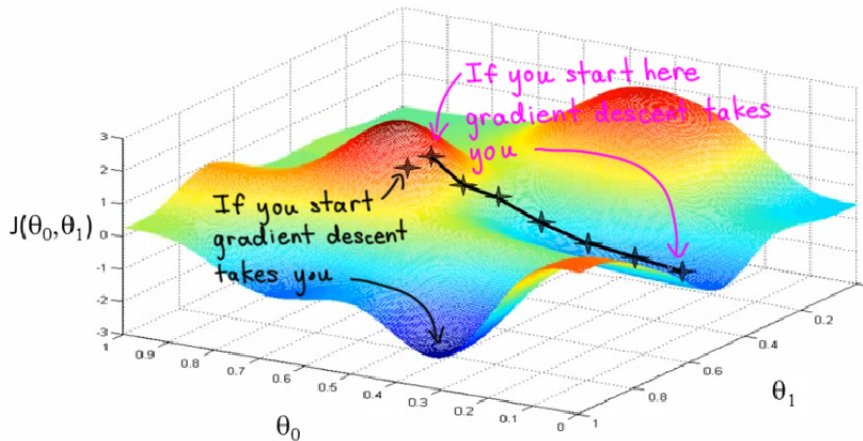 If you start here
gradient descent takes
you
If you start
gradient descent
takes you
J(θ₀,θ₁)
3
2
1
0
-1
-2
-3
1
0.9
0.8
0.7
0.6
0.5
0.4
0.3
0.2
0.1
0
θ₀
1
0.8
0.6
0.4
0.2
θ₁